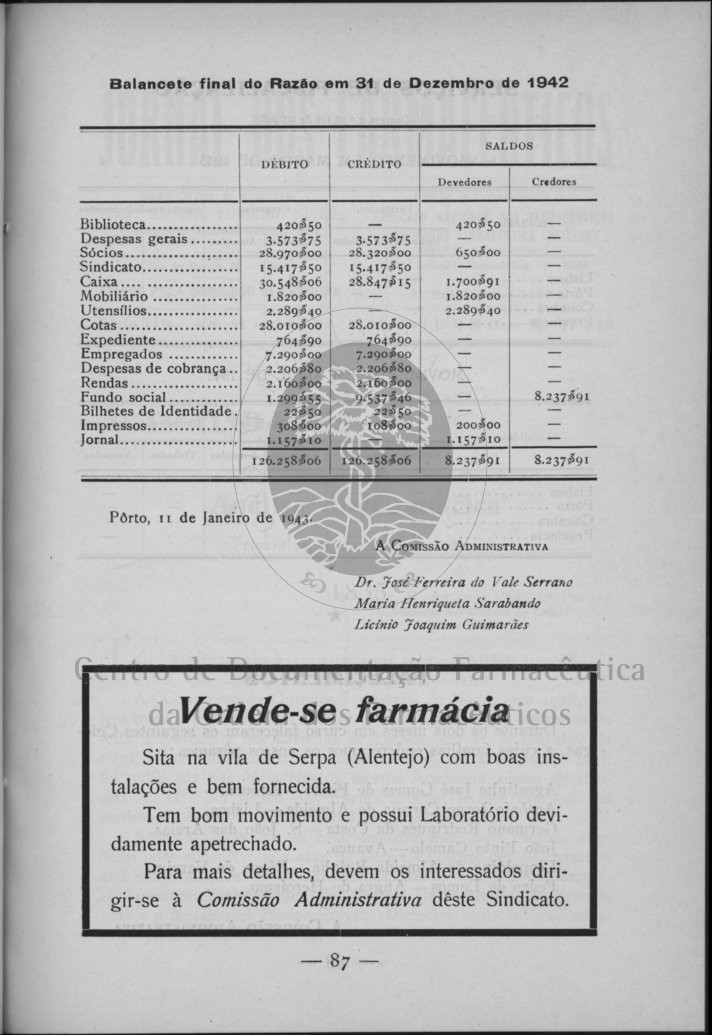 Balancete final do Razão em 31 de Dezembro de 1942
DÉBITO CRÉDITO SALDOS
Devedores Credores
Biblioteca.................. 420$50 — 420$50 —
Despesas gerais ......... 3.573$75 3.573$75 — —
Sócios...................... 28.970$00 28.320$00 650$00 —
Sindicato................... 15.417$50 15.417$50 — —
Caixa.... ................. 30.548$06 28.847$15 1.700$91 —
Mobiliário ................. 1.820$00 — 1.820$00 —
Utensílios.................. 2.289$40 — 2.289$40 —
Cotas ....................... 28.010$00 28.010$00 — —
Expediente ............... 764$90 764$90 — —
Empregados ............. 7.290$00 7.290$00 — —
Despesas de cobrança.. 2.206$80 2.206$80 — —
Rendas ..................... 2.160$00 2.160$00 — —
Fundo social ............. 1.299$55 9.537$46 — 8.237$91
Bilhetes de Identidade. 22$50 22$50 — —
Impressos.................. 308$00 108$00 200$00 —
Jornal....................... 1.157$10 — 1.157$10 —
126.258$06 126.258$06 8.237$91 8.237$91
Pôrto, 11 de Janeiro de 1943.
A Comissão Administrativa
Dr. José Ferreira do Vale Serrano
Maria Henriqueta Sarabando
Licínio Joaquim Guimarães
Centro de Documentação Farmacêutica
da Ordem dos Farmacêuticos
Vende-se farmácia
Sita na vila de Serpa (Alentejo) com boas ins-
talações e bem fornecida.
Tem bom movimento e possui Laboratório devi-
damente apetrechado.
Para mais detalhes, devem os interessados diri-
gir-se à Comissão Administrativa dêste Sindicato.
— 87 —